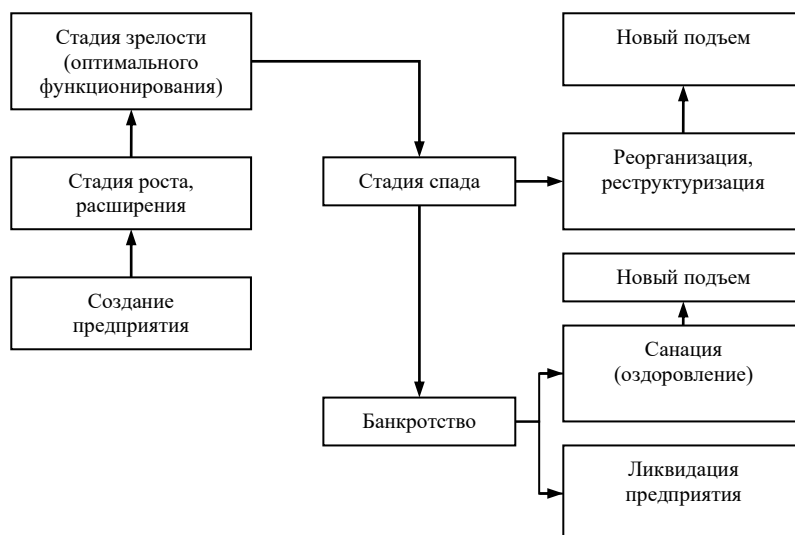 Стадия зрелости
(оптимального
функционирования)
Новый подъем
Стадия роста,
расширения
Стадия спада
Реорганизация,
реструктуризация
Создание
предприятия
Новый подъем
Санация
(оздоровление)
Банкротство
Ликвидация
предприятия